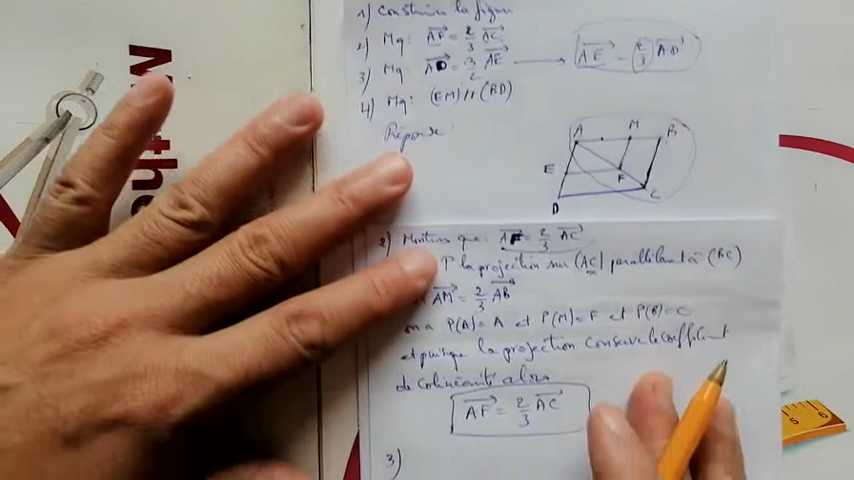 1) Construire la figure
2) Mq: AF = 2/3 AC
3) Mq AD = 3/2 AE → AE = 2/3 AD
4) Mq: (EM) // (BD)
Réponse:
A M B
E F
D C
2) Montrons que: AF = 2/3 AC
P la projection sur (AC) parallèlement à (BC)
AM = 2/3 AB
on a P(A) = A et P(M) = F et P(B) = C
et puisque la projection conserve le coefficient
de colinéarité alors
AF = 2/3 AC
3)
the